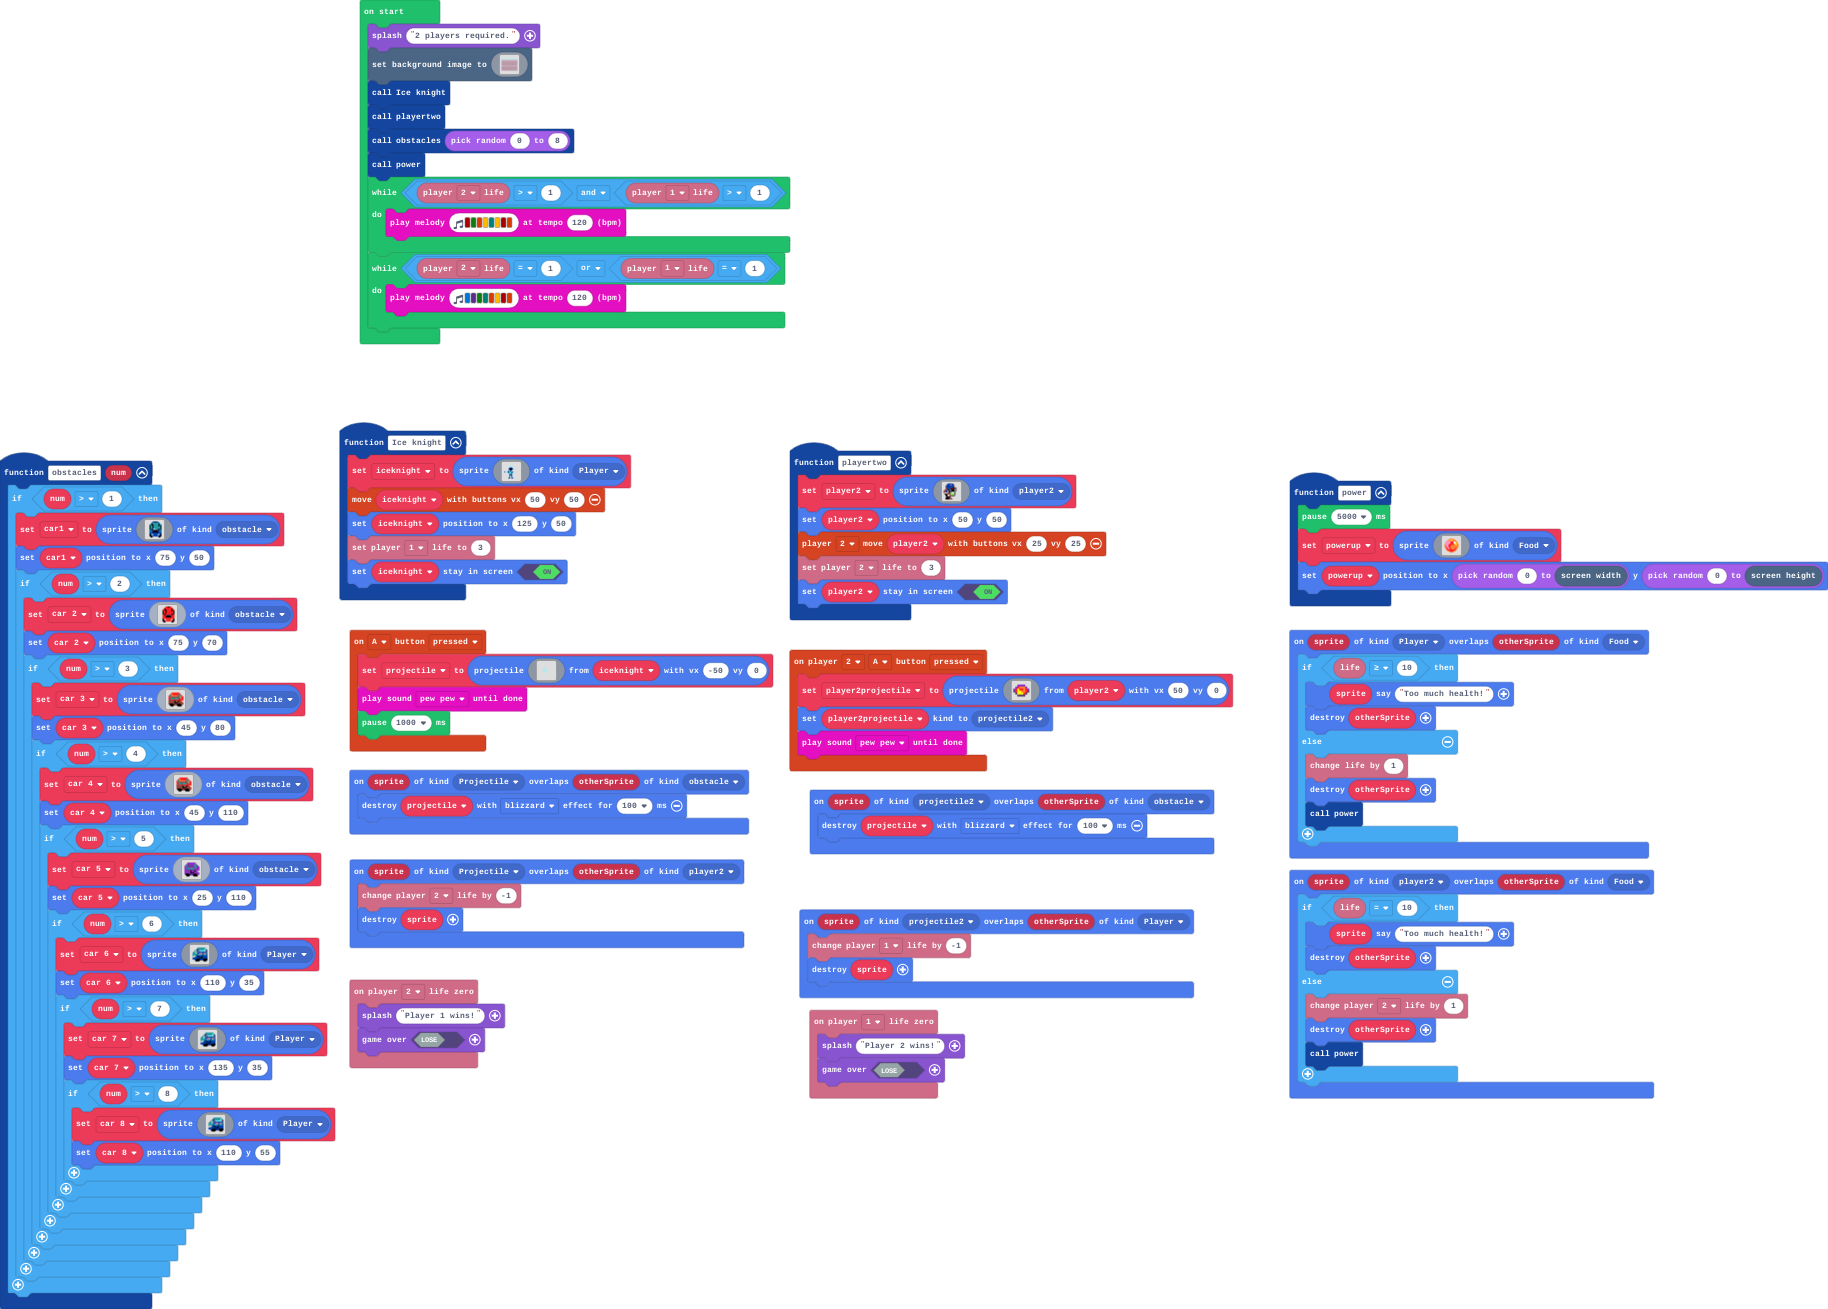 on start
splash "2 players required."
set background image to
call Ice knight
call playertwo
call obstacles pick random 0 to 8
call power
while player 2 life > 1 and player 1 life > 1
do
play melody at tempo 120 (bpm)
while player 2 life = 1 or player 1 life = 1
do
play melody at tempo 120 (bpm)
function obstacles num
if num > 1 then
set car1 to sprite of kind obstacle
set car1 position to x 75 y 50
if num > 2 then
set car 2 to sprite of kind obstacle
set car 2 position to x 75 y 70
if num > 3 then
set car 3 to sprite of kind obstacle
set car 3 position to x 45 y 80
if num > 4 then
set car 4 to sprite of kind obstacle
set car 4 position to x 45 y 110
if num > 5 then
set car 5 to sprite of kind obstacle
set car 5 position to x 25 y 110
if num > 6 then
set car 6 to sprite of kind Player
set car 6 position to x 110 y 35
if num > 7 then
set car 7 to sprite of kind Player
set car 7 position to x 135 y 35
if num > 8 then
set car 8 to sprite of kind Player
set car 8 position to x 110 y 55
function Ice knight
set iceknight to sprite of kind Player
move iceknight with buttons vx 50 vy 50
set iceknight position to x 125 y 50
set player 1 life to 3
set iceknight stay in screen ON
on A button pressed
set projectile to projectile from iceknight with vx -50 vy 0
play sound pew pew until done
pause 1000 ms
on sprite of kind Projectile overlaps otherSprite of kind obstacle
destroy projectile with blizzard effect for 100 ms
on sprite of kind Projectile overlaps otherSprite of kind player2
change player 2 life by -1
destroy sprite
on player 2 life zero
splash "Player 1 wins!"
game over LOSE
function playertwo
set player2 to sprite of kind player2
set player2 position to x 50 y 50
player 2 move player2 with buttons vx 25 vy 25
set player 2 life to 3
set player2 stay in screen ON
on player 2 A button pressed
set player2projectile to projectile from player2 with vx 50 vy 0
set player2projectile kind to projectile2
play sound pew pew until done
on sprite of kind projectile2 overlaps otherSprite of kind obstacle
destroy projectile with blizzard effect for 100 ms
on sprite of kind projectile2 overlaps otherSprite of kind Player
change player 1 life by -1
destroy sprite
on player 1 life zero
splash "Player 2 wins!"
game over LOSE
function power
pause 5000 ms
set powerup to sprite of kind Food
set powerup position to x pick random 0 to screen width y pick random 0 to screen height
on sprite of kind Player overlaps otherSprite of kind Food
if life ≥ 10 then
sprite say "Too much health!"
destroy otherSprite
else
change life by 1
destroy otherSprite
call power
on sprite of kind player2 overlaps otherSprite of kind Food
if life = 10 then
sprite say "Too much health!"
destroy otherSprite
else
change player 2 life by 1
destroy otherSprite
call power